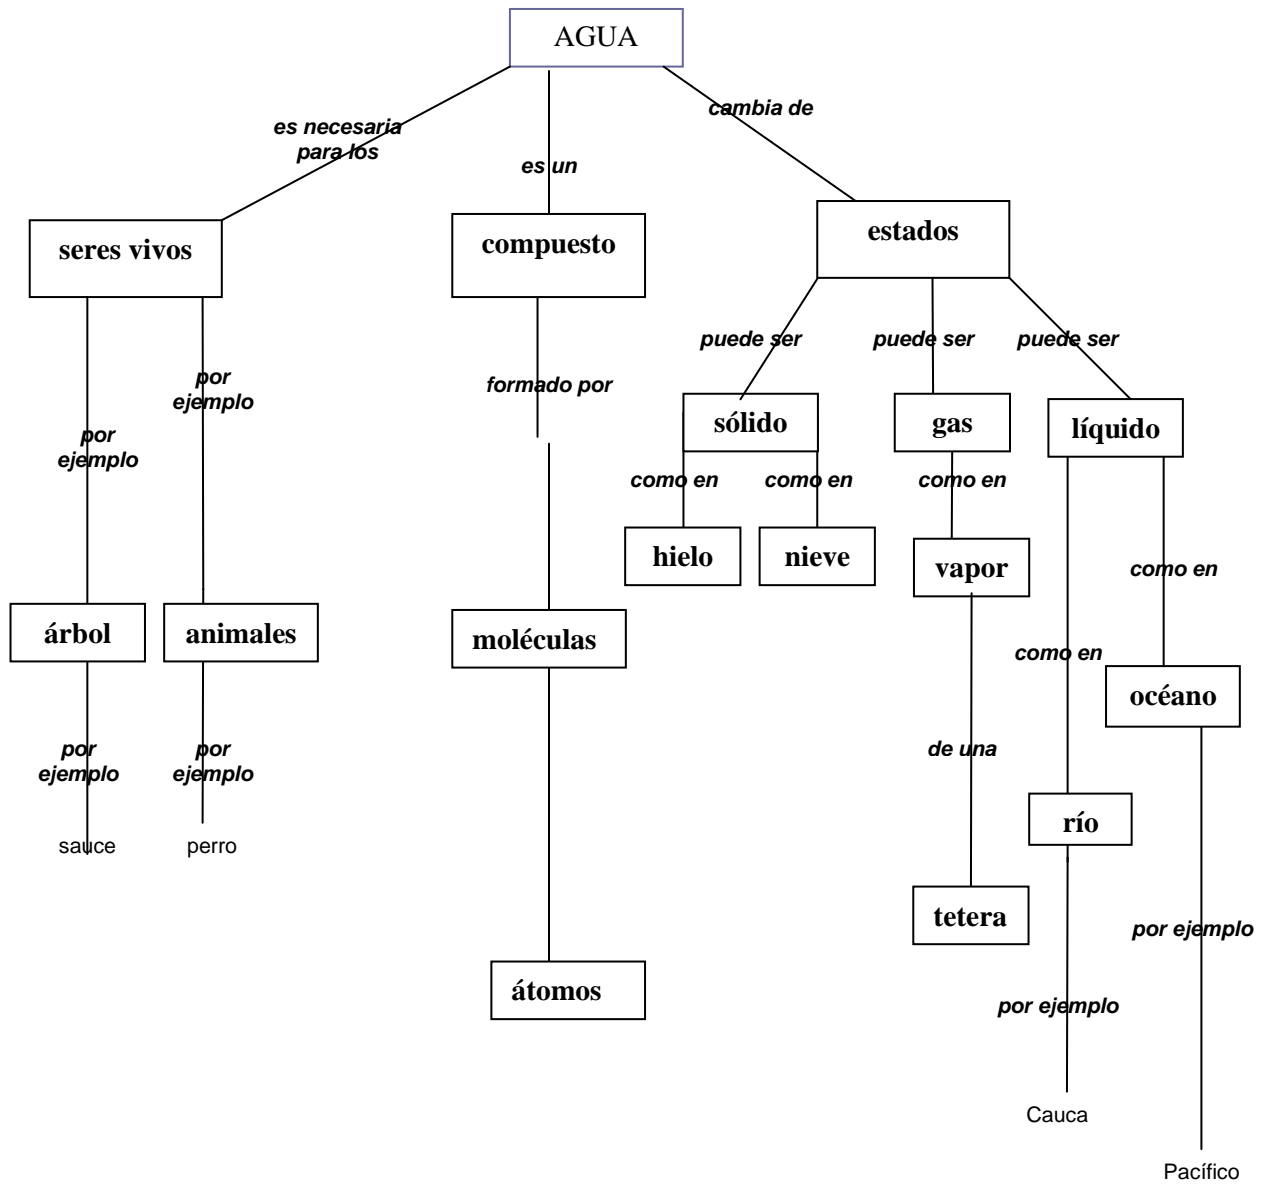 AGUA
cambia de
es necesaria
para los
es un
estados
seres vivos
compuesto
puede ser
puede ser
puede ser
por
ejemplo
formado por
sólido
gas
líquido
por
ejemplo
como en
como en
como en
hielo
nieve
vapor
como en
árbol
animales
moléculas
como en
océano
por
ejemplo
por
ejemplo
de una
río
sauce
perro
tetera
por ejemplo
átomos
por ejemplo
Cauca
Pacífico